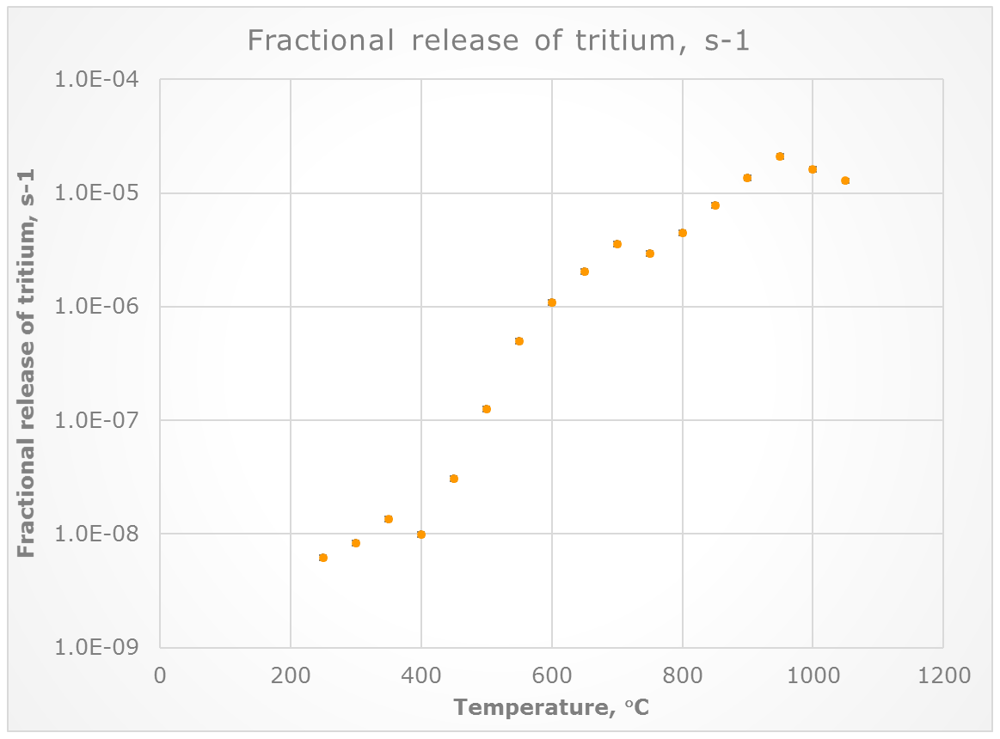 Fractional release of tritium, s-1
Fractional release of tritium, s-1
1.0E-04
1.0E-05
1.0E-06
1.0E-07
1.0E-08
1.0E-09
0 200 400 600 800 1000 1200
Temperature, °C